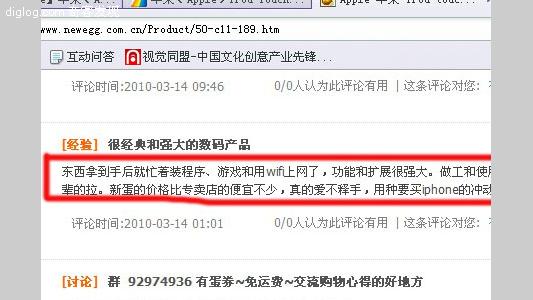 diglog.com
www.newegg.com.cn/Product/50-c11-189.htm
互动问答 视觉同盟-中国文化创意产业先锋...
评论时间:2010-03-14 09:46 0/0人认为此评论有用 | 这条评论对您:
[经验] 很经典和强大的数码产品
东西拿到手后就忙着装程序、游戏和用wifi上网了，功能和扩展很强大。做工和使用
辈的拉。新蛋的价格比专卖店的便宜不少，真的爱不释手，用种要买iphone的冲动
评论时间:2010-03-14 01:01 0/0人认为此评论有用 | 这条评论对您:
[讨论] 群 92974936 有蛋券~免运费~交流购物心得的好地方